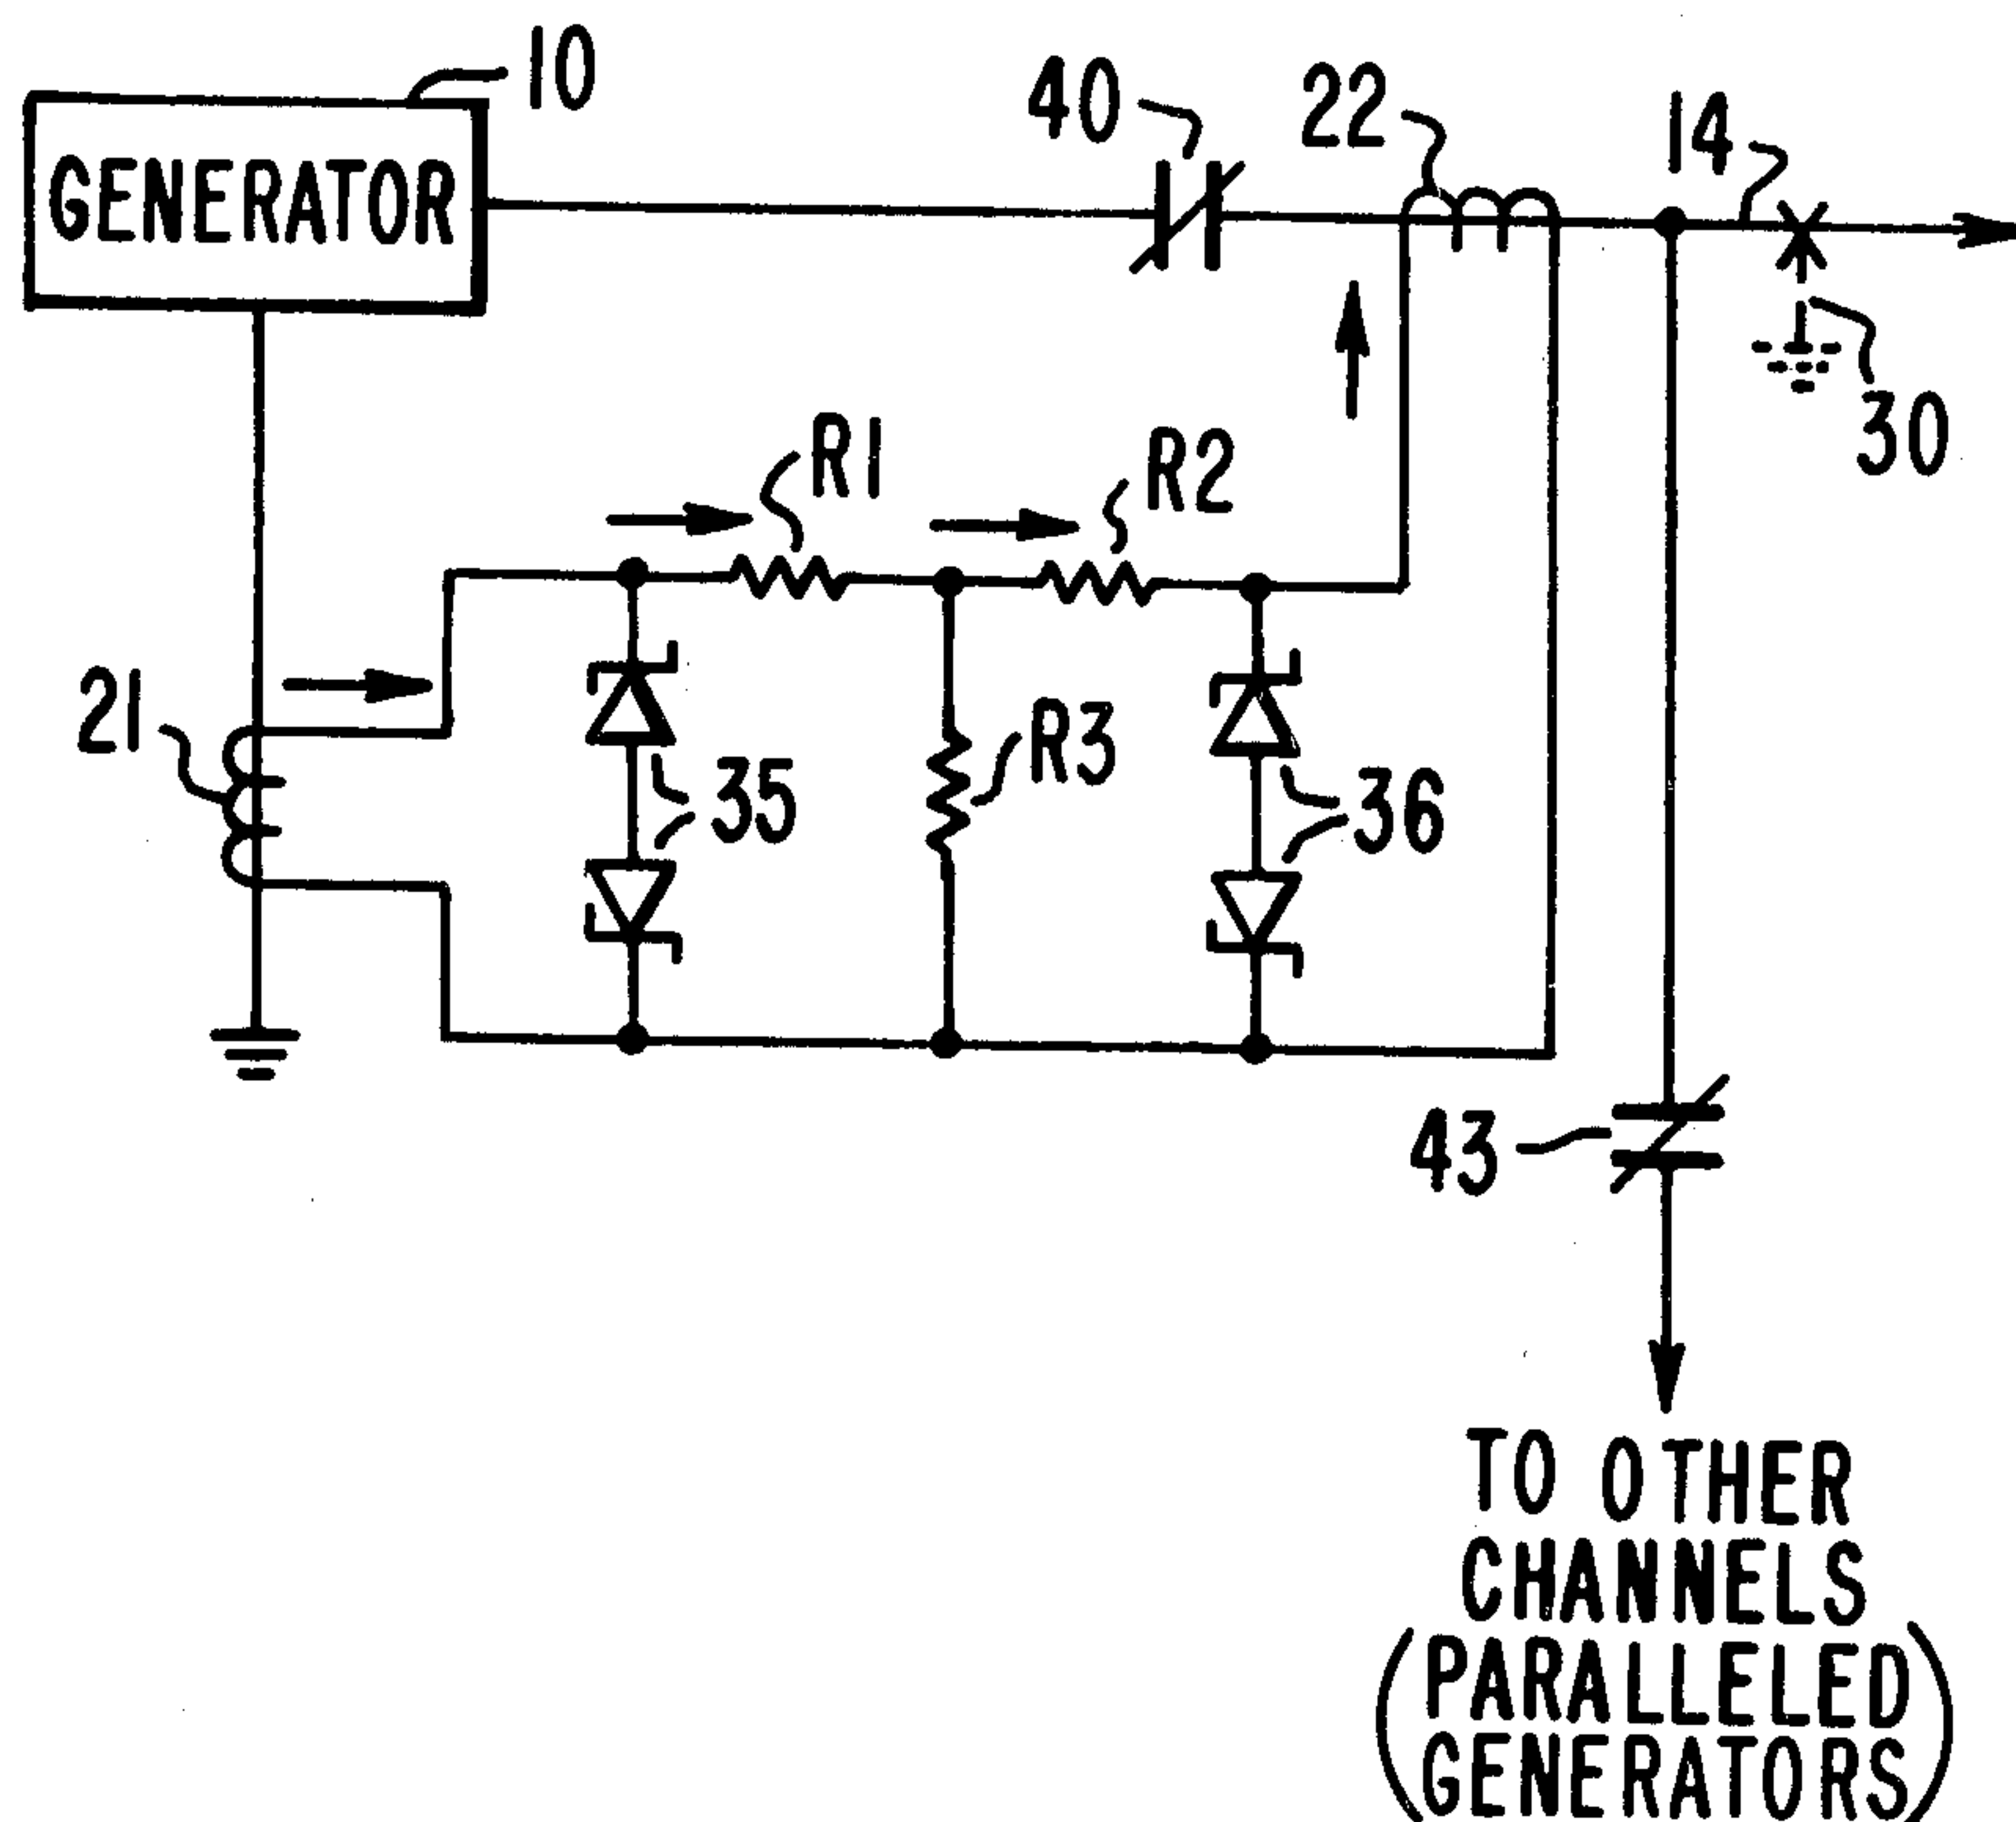 10
GENERATOR
40
22
14
30
R1
R2
21
35
R3
36
43
TO OTHER
CHANNELS
(PARALLELED
GENERATORS)